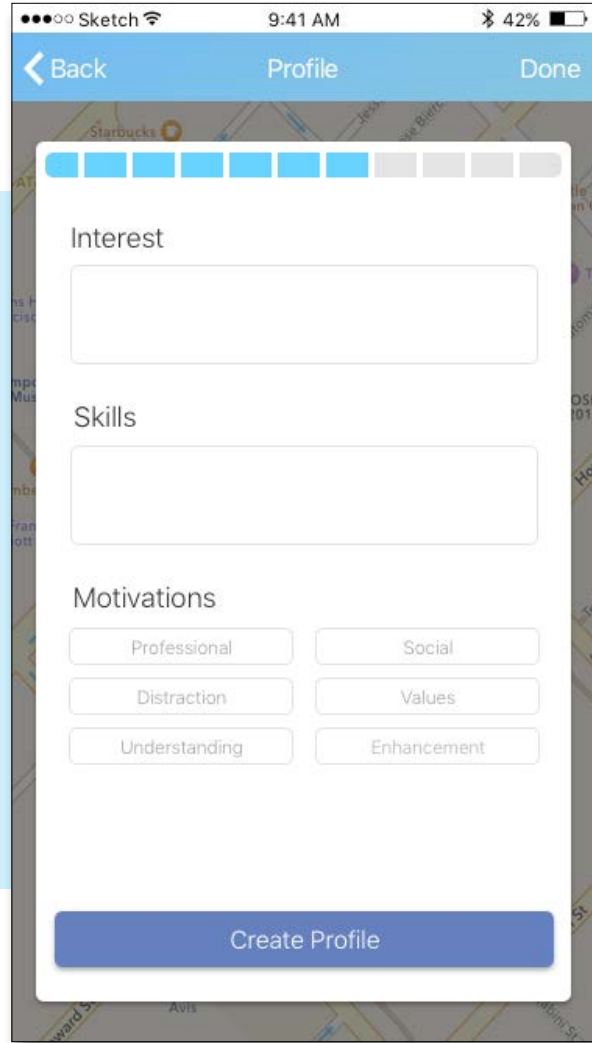 Sketch 9:41 AM 42%
Back Profile Done
Starbucks
Interest
Skills
Motivations
Professional Social
Distraction Values
Understanding Enhancement
Create Profile
Avis